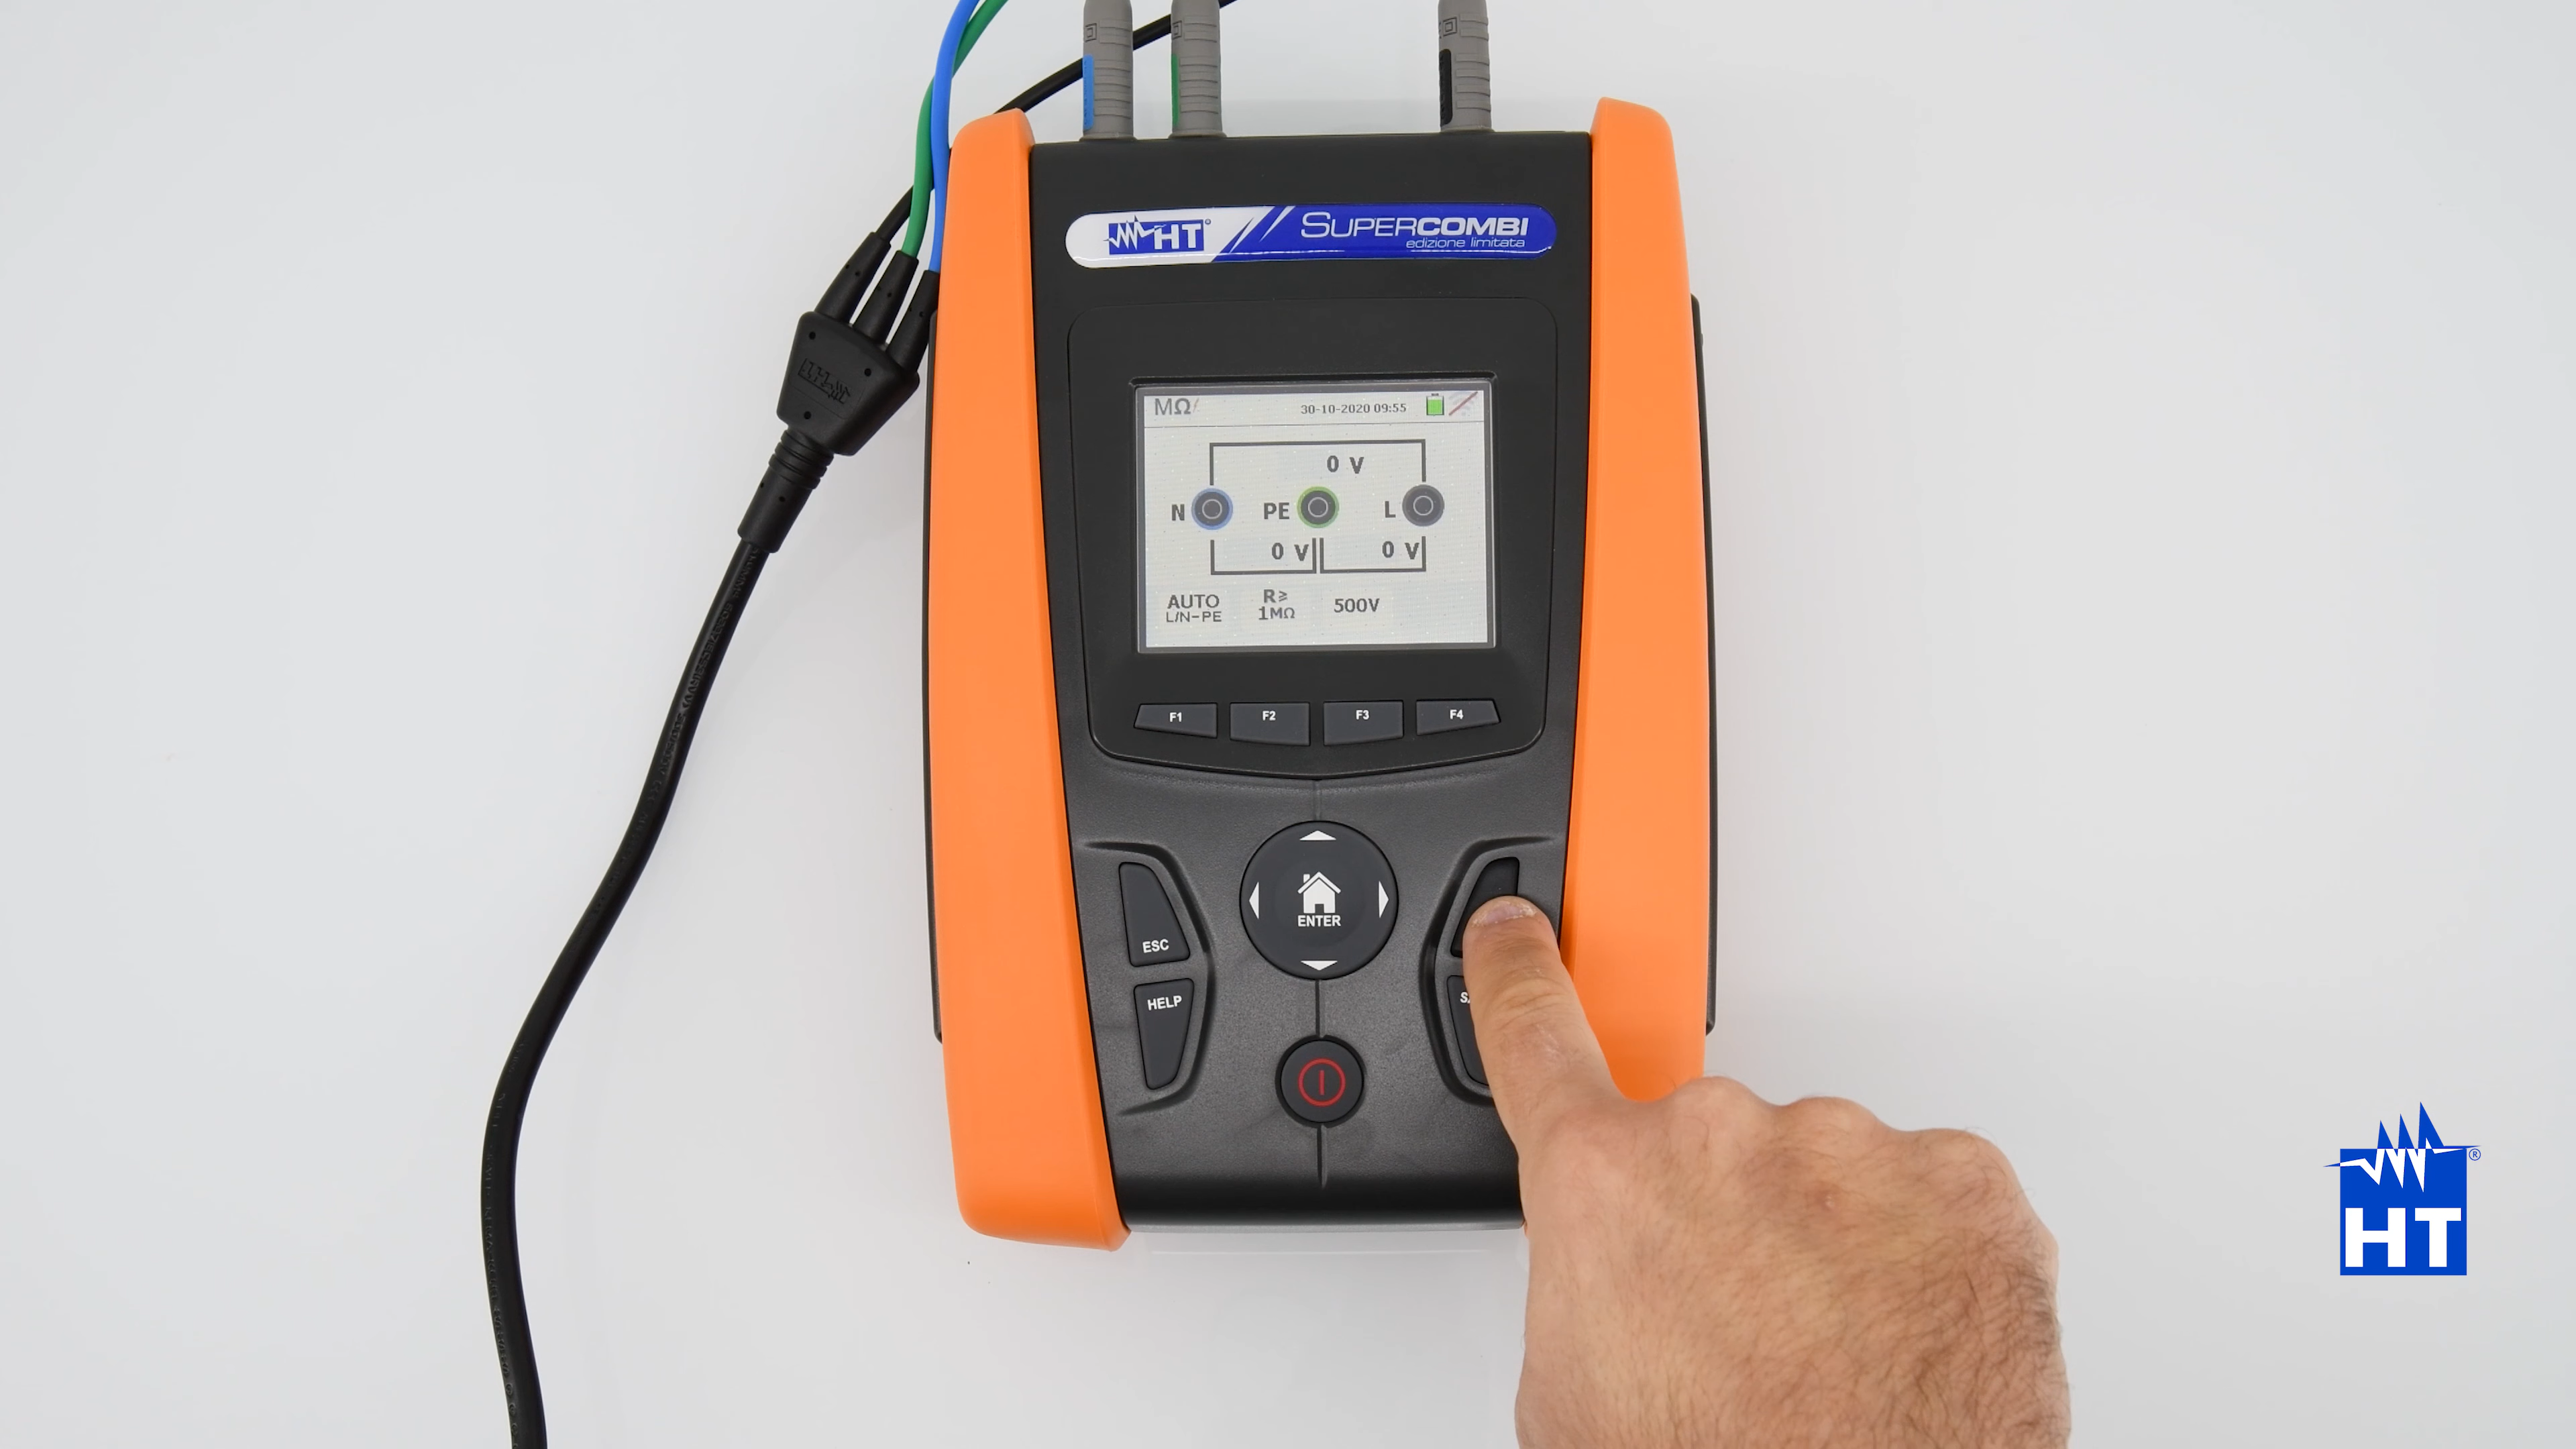 HT
SUPERCOMBI
edizione limitata
MΩ
30-10-2020 09:55
0 V
N
PE
L
0 V
0 V
AUTO
L/N-PE
R≥
1MΩ
500V
F1
F2
F3
F4
ENTER
ESC
HELP
HT
®